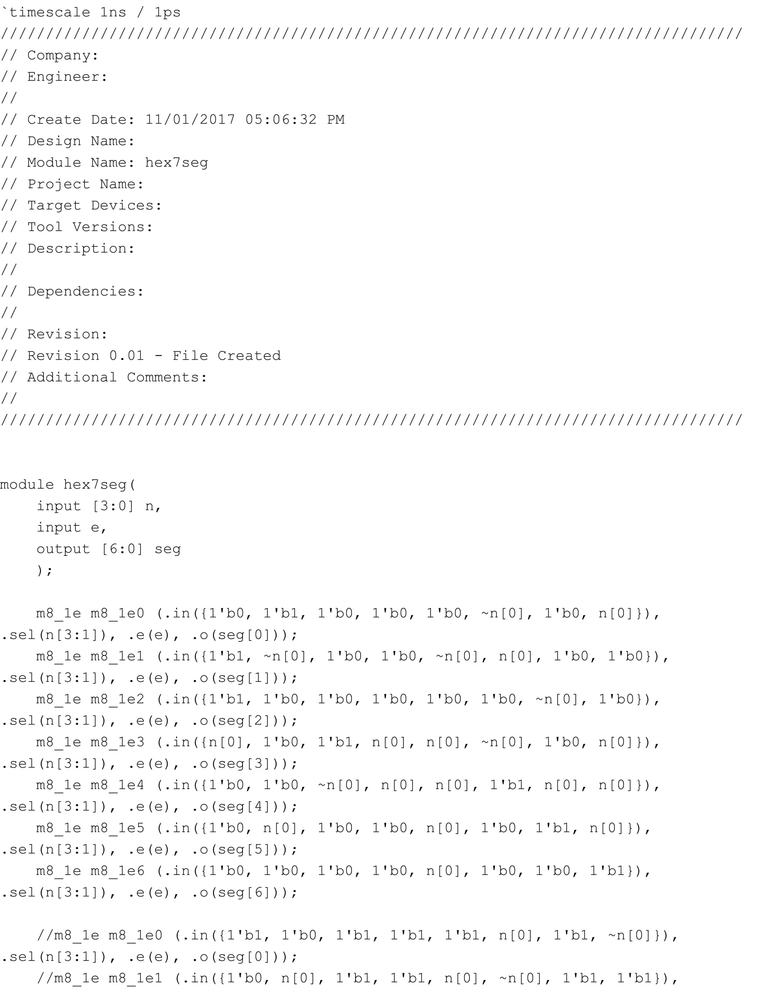 `timescale 1ns / 1ps
//////////////////////////////////////////////////////////////////////////////////
// Company:
// Engineer:
//
// Create Date: 11/01/2017 05:06:32 PM
// Design Name:
// Module Name: hex7seg
// Project Name:
// Target Devices:
// Tool Versions:
// Description:
//
// Dependencies:
//
// Revision:
// Revision 0.01 - File Created
// Additional Comments:
//
//////////////////////////////////////////////////////////////////////////////////
module hex7seg(
    input [3:0] n,
    input e,
    output [6:0] seg
    );
    m8_1e m8_1e0 (.in({1'b0, 1'b1, 1'b0, 1'b0, 1'b0, ~n[0], 1'b0, n[0]}),
.sel(n[3:1]), .e(e), .o(seg[0]));
    m8_1e m8_1e1 (.in({1'b1, ~n[0], 1'b0, 1'b0, ~n[0], n[0], 1'b0, 1'b0}),
.sel(n[3:1]), .e(e), .o(seg[1]));
    m8_1e m8_1e2 (.in({1'b1, 1'b0, 1'b0, 1'b0, 1'b0, 1'b0, ~n[0], 1'b0}),
.sel(n[3:1]), .e(e), .o(seg[2]));
    m8_1e m8_1e3 (.in({n[0], 1'b0, 1'b1, n[0], n[0], ~n[0], 1'b0, n[0]}),
.sel(n[3:1]), .e(e), .o(seg[3]));
    m8_1e m8_1e4 (.in({1'b0, 1'b0, ~n[0], n[0], n[0], 1'b1, n[0], n[0]}),
.sel(n[3:1]), .e(e), .o(seg[4]));
    m8_1e m8_1e5 (.in({1'b0, n[0], 1'b0, 1'b0, n[0], 1'b0, 1'b1, n[0]}),
.sel(n[3:1]), .e(e), .o(seg[5]));
    m8_1e m8_1e6 (.in({1'b0, 1'b0, 1'b0, 1'b0, n[0], 1'b0, 1'b0, 1'b1}),
.sel(n[3:1]), .e(e), .o(seg[6]));
    //m8_1e m8_1e0 (.in({1'b1, 1'b0, 1'b1, 1'b1, 1'b1, n[0], 1'b1, ~n[0]}),
.sel(n[3:1]), .e(e), .o(seg[0]));
    //m8_1e m8_1e1 (.in({1'b0, n[0], 1'b1, 1'b1, n[0], ~n[0], 1'b1, 1'b1}),